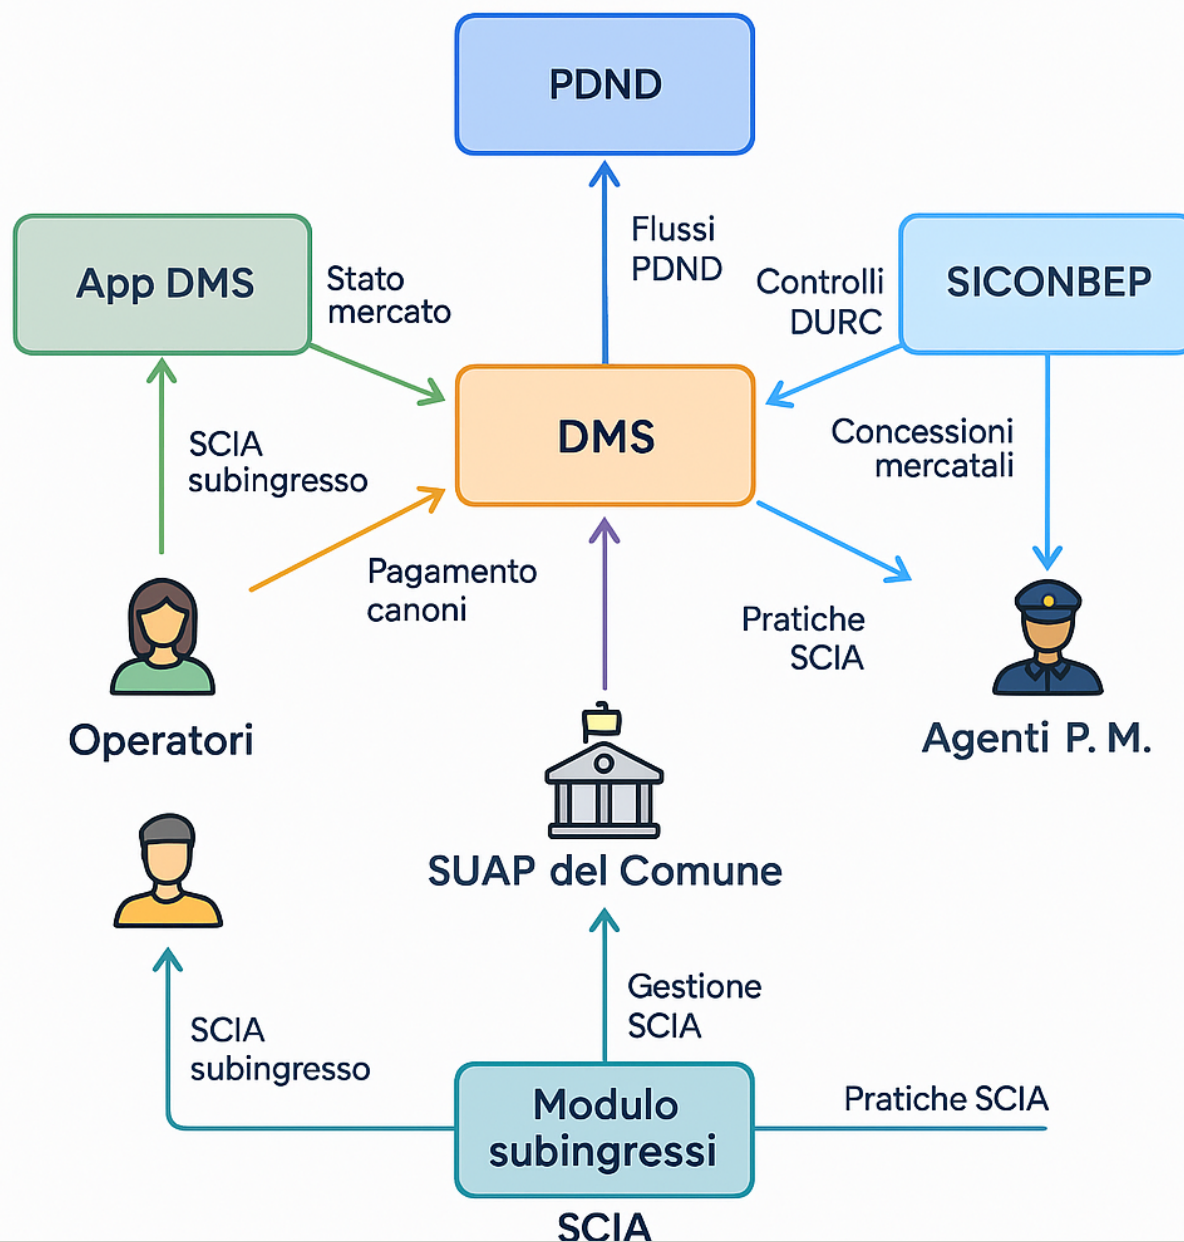 PDND
Flussi
PDND
App DMS
Stato
mercato
Controlli
DURC
SICONBEP
DMS
SCIA
subingresso
Concessioni
mercatali
Pagamento
canoni
Pratiche
SCIA
Operatori
Agenti P. M.
SUAP del Comune
Gestione
SCIA
SCIA
subingresso
Modulo
subingressi
Pratiche SCIA
SCIA